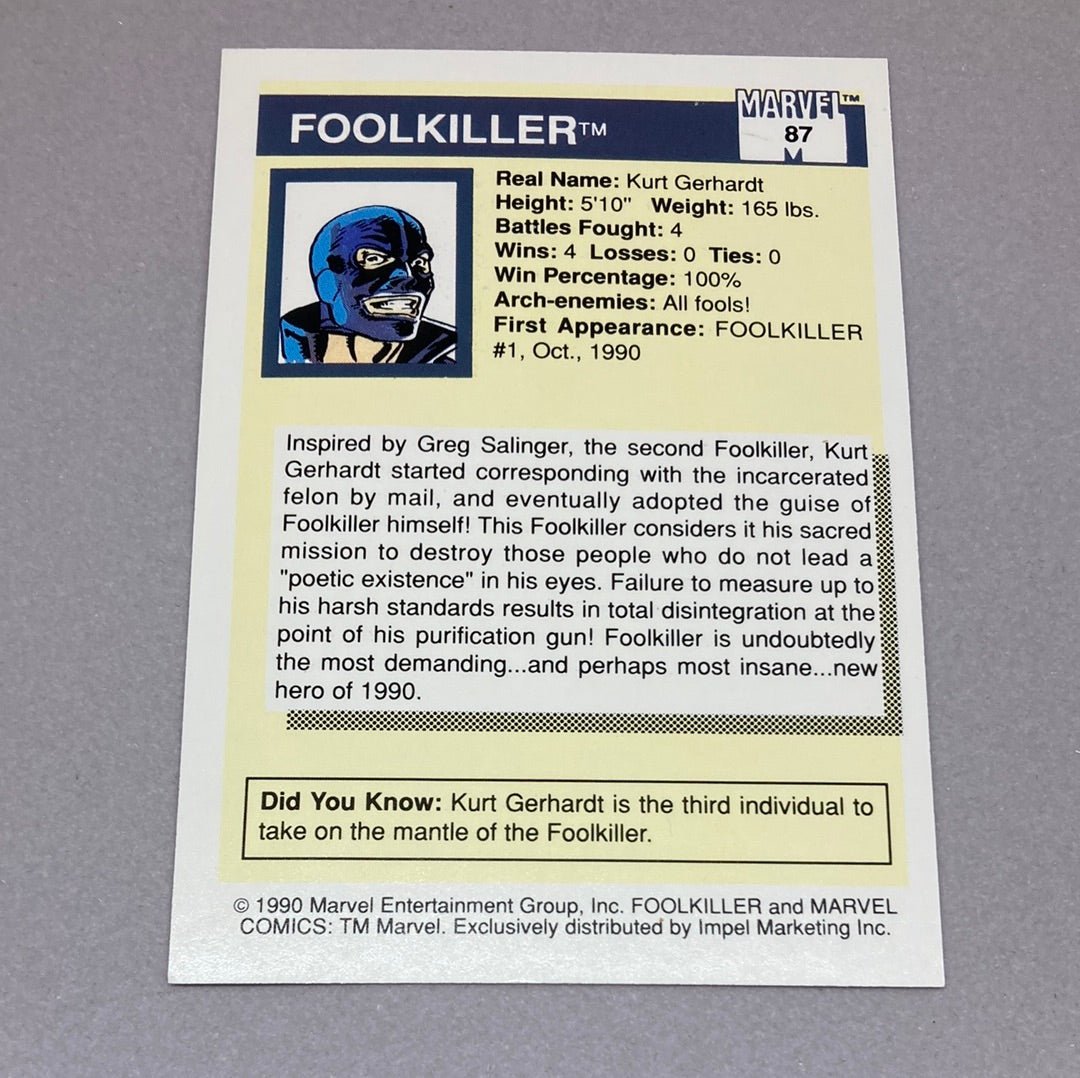 FOOLKILLER™
MARVEL™
87
Real Name: Kurt Gerhardt
Height: 5'10" Weight: 165 lbs.
Battles Fought: 4
Wins: 4 Losses: 0 Ties: 0
Win Percentage: 100%
Arch-enemies: All fools!
First Appearance: FOOLKILLER
#1, Oct., 1990
Inspired by Greg Salinger, the second Foolkiller, Kurt
Gerhardt started corresponding with the incarcerated
felon by mail, and eventually adopted the guise of
Foolkiller himself! This Foolkiller considers it his sacred
mission to destroy those people who do not lead a
"poetic existence" in his eyes. Failure to measure up to
his harsh standards results in total disintegration at the
point of his purification gun! Foolkiller is undoubtedly
the most demanding...and perhaps most insane...new
hero of 1990.
Did You Know: Kurt Gerhardt is the third individual to
take on the mantle of the Foolkiller.
© 1990 Marvel Entertainment Group, Inc. FOOLKILLER and MARVEL
COMICS: TM Marvel. Exclusively distributed by Impel Marketing Inc.